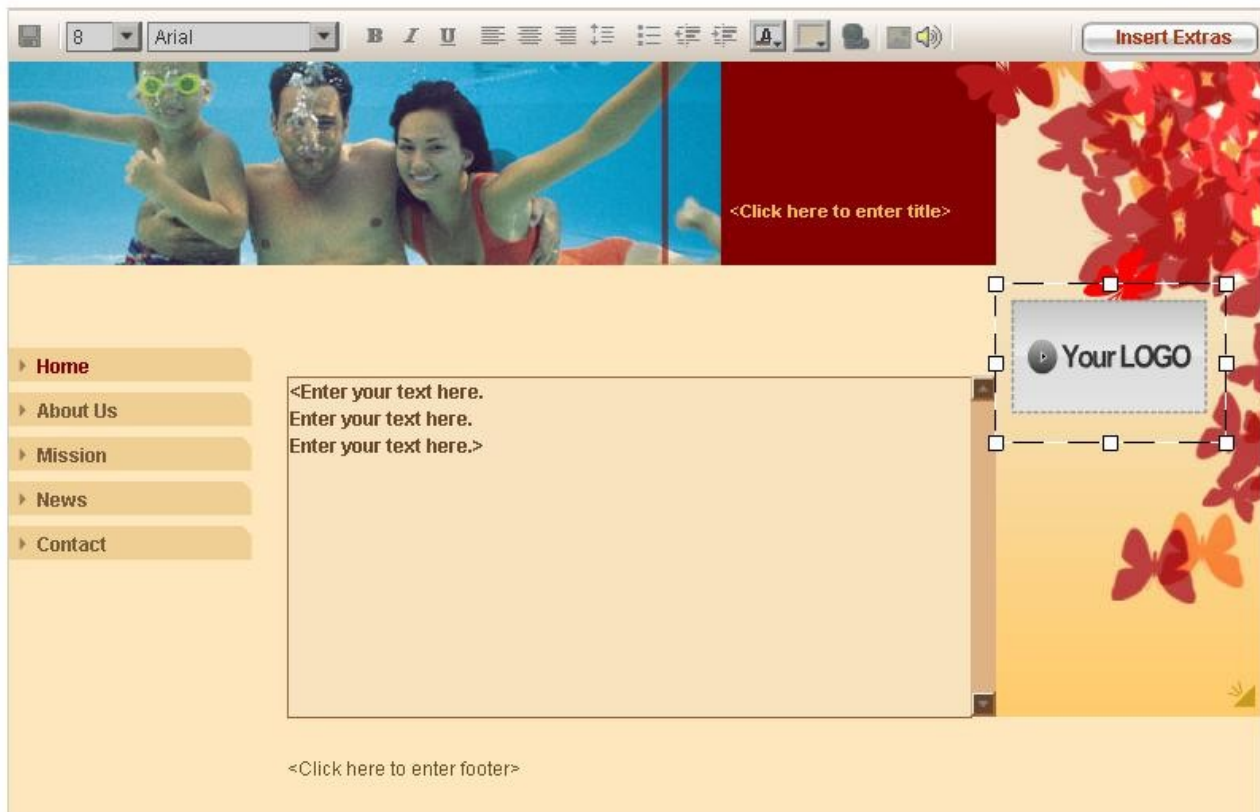 8 Arial B I U A Insert Extras
<Click here to enter title>
Your LOGO
Home
About Us
Mission
News
Contact
<Enter your text here.
Enter your text here.
Enter your text here.>
<Click here to enter footer>